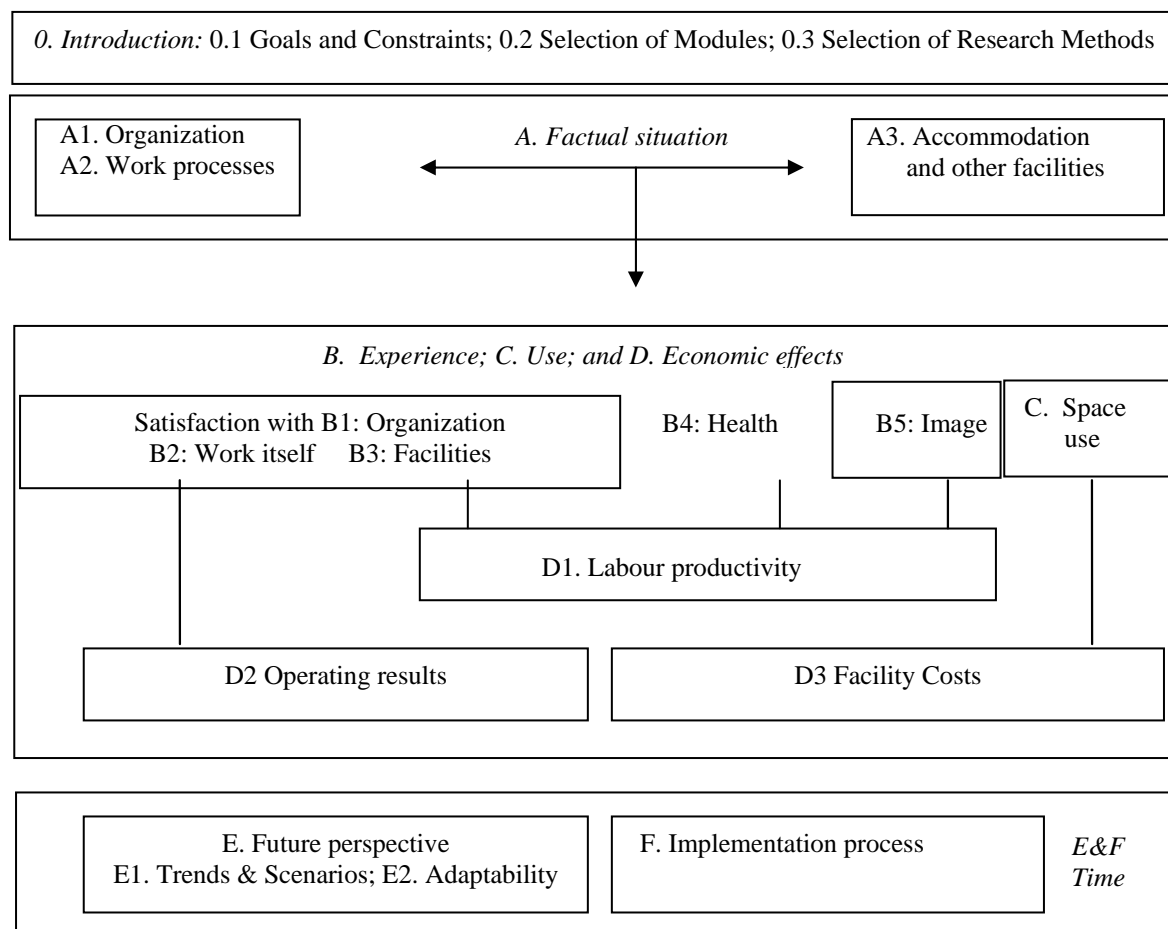 0. Introduction: 0.1 Goals and Constraints; 0.2 Selection of Modules; 0.3 Selection of Research Methods
A1. Organization
A2. Work processes
A. Factual situation
A3. Accommodation
and other facilities
B. Experience; C. Use; and D. Economic effects
Satisfaction with B1: Organization
B2: Work itself B3: Facilities
B4: Health
B5: Image
C. Space
use
D1. Labour productivity
D2 Operating results
D3 Facility Costs
E. Future perspective
E1. Trends & Scenarios; E2. Adaptability
F. Implementation process
E&F
Time